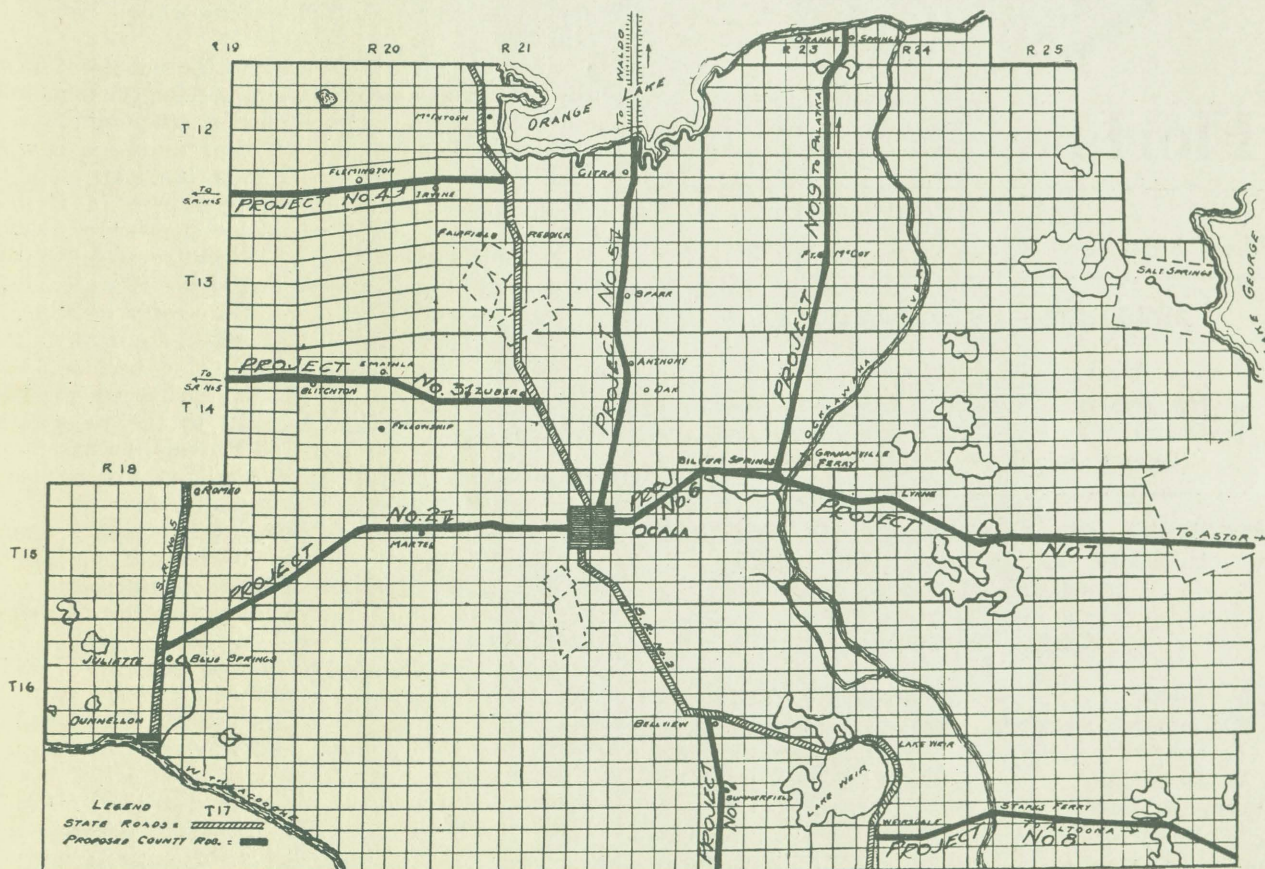 R 19
R 20
R 21
R 23
R 24
R 25
TO WALDO
ORANGE LAKE
ORANGE SPRINGS
McINTOSH
T 12
CITRA
FLEMINGTON
IRVINE
TO
S.R. No 5
PROJECT No. 4
FAIRFIELD
REDDICK
PROJECT No 5
PROJECT No. 9 TO PALATKA
FT. McCOY
SALT SPRINGS
LAKE GEORGE
T 13
SPARR
ANTHONY
OAK
OCKLAWAHA RIVER
TO
S.R. No 5
PROJECT No. 3
EMATHLA
BLITCHTON
ZUBER
T 14
FELLOWSHIP
GRAHAMVILLE
FERRY
SILVER SPRINGS
R 18
ROMEO
PROJ.
No. 6
LYNNE
OCALA
PROJECT No. 7
TO ASTOR
PROJECT No. 2
MARTEL
T 15
S.R. No. 5
S.R. No. 2
JULIETTE
BLUE SPRINGS
T 16
DUNNELLON
BELLVIEW
LAKE WEIR
LAKE WEIR
WITHLACOOCHE
SUMMERFIELD
PROJECT No. 1
STARKS FERRY
WEIRSDALE
TO ALTOONA
PROJECT No. 8.
T17
LEGEND
STATE ROADS =
PROPOSED COUNTY RDS. =